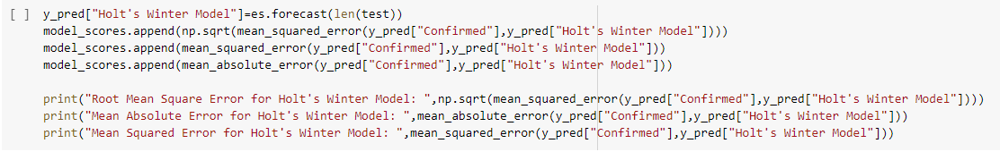 [ ] y_pred["Holt's Winter Model"]=es.forecast(len(test))
model_scores.append(np.sqrt(mean_squared_error(y_pred["Confirmed"],y_pred["Holt's Winter Model"])))
model_scores.append(mean_squared_error(y_pred["Confirmed"],y_pred["Holt's Winter Model"]))
model_scores.append(mean_absolute_error(y_pred["Confirmed"],y_pred["Holt's Winter Model"]))
print("Root Mean Square Error for Holt's Winter Model: ",np.sqrt(mean_squared_error(y_pred["Confirmed"],y_pred["Holt's Winter Model"])))
print("Mean Absolute Error for Holt's Winter Model: ",mean_absolute_error(y_pred["Confirmed"],y_pred["Holt's Winter Model"]))
print("Mean Squared Error for Holt's Winter Model: ",mean_squared_error(y_pred["Confirmed"],y_pred["Holt's Winter Model"]))